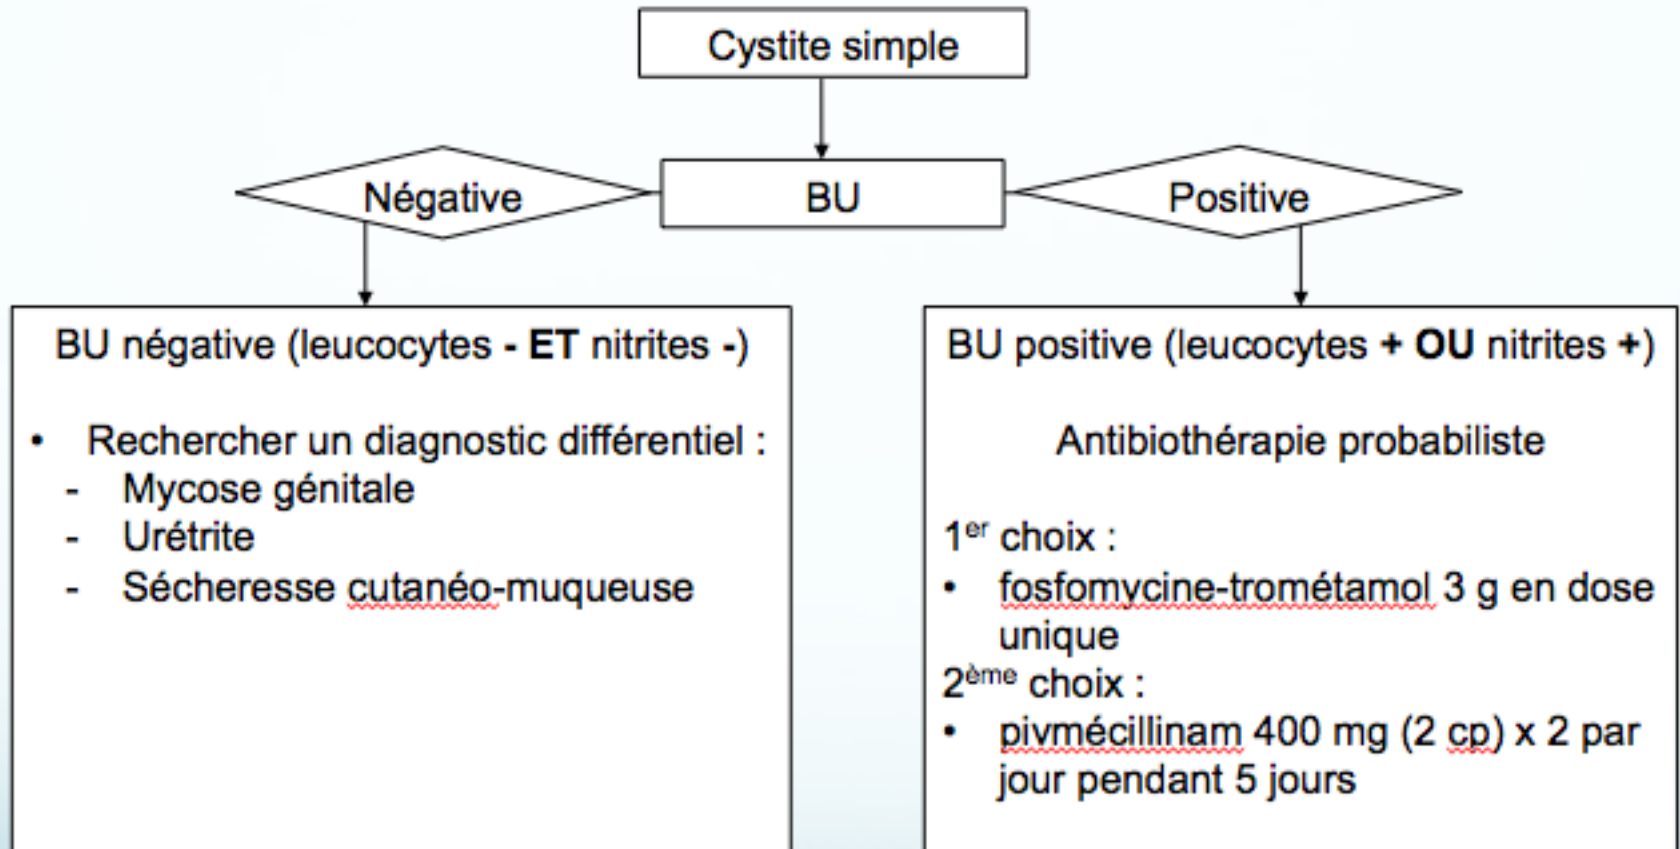 Cystite simple
Négative
BU
Positive
BU négative (leucocytes - ET nitrites -)
• Rechercher un diagnostic différentiel :
- Mycose génitale
- Urétrite
- Sécheresse cutanéo-muqueuse
BU positive (leucocytes + OU nitrites +)
Antibiothérapie probabiliste
1er choix :
• fosfomycine-trométamol 3 g en dose
unique
2ème choix :
• pivmécillinam 400 mg (2 cp) x 2 par
jour pendant 5 jours